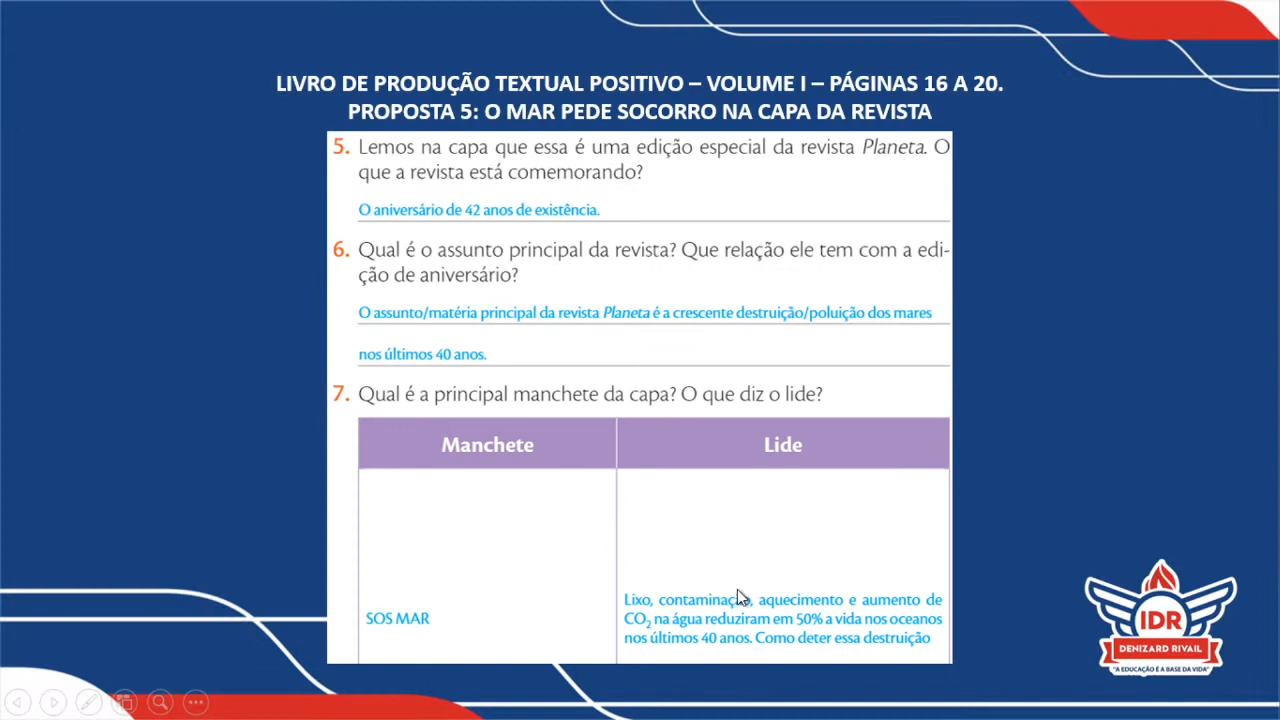 LIVRO DE PRODUÇÃO TEXTUAL POSITIVO – VOLUME I – PÁGINAS 16 A 20.
PROPOSTA 5: O MAR PEDE SOCORRO NA CAPA DA REVISTA
5. Lemos na capa que essa é uma edição especial da revista Planeta. O
que a revista está comemorando?
O aniversário de 42 anos de existência.
6. Qual é o assunto principal da revista? Que relação ele tem com a edi-
ção de aniversário?
O assunto/matéria principal da revista Planeta é a crescente destruição/poluição dos mares
nos últimos 40 anos.
7. Qual é a principal manchete da capa? O que diz o lide?
Manchete
Lide
SOS MAR
Lixo, contaminação, aquecimento e aumento de
CO₂ na água reduziram em 50% a vida nos oceanos
nos últimos 40 anos. Como deter essa destruição
IDR
DENIZARD RIVAIL
"A EDUCAÇÃO É A BASE DA VIDA"